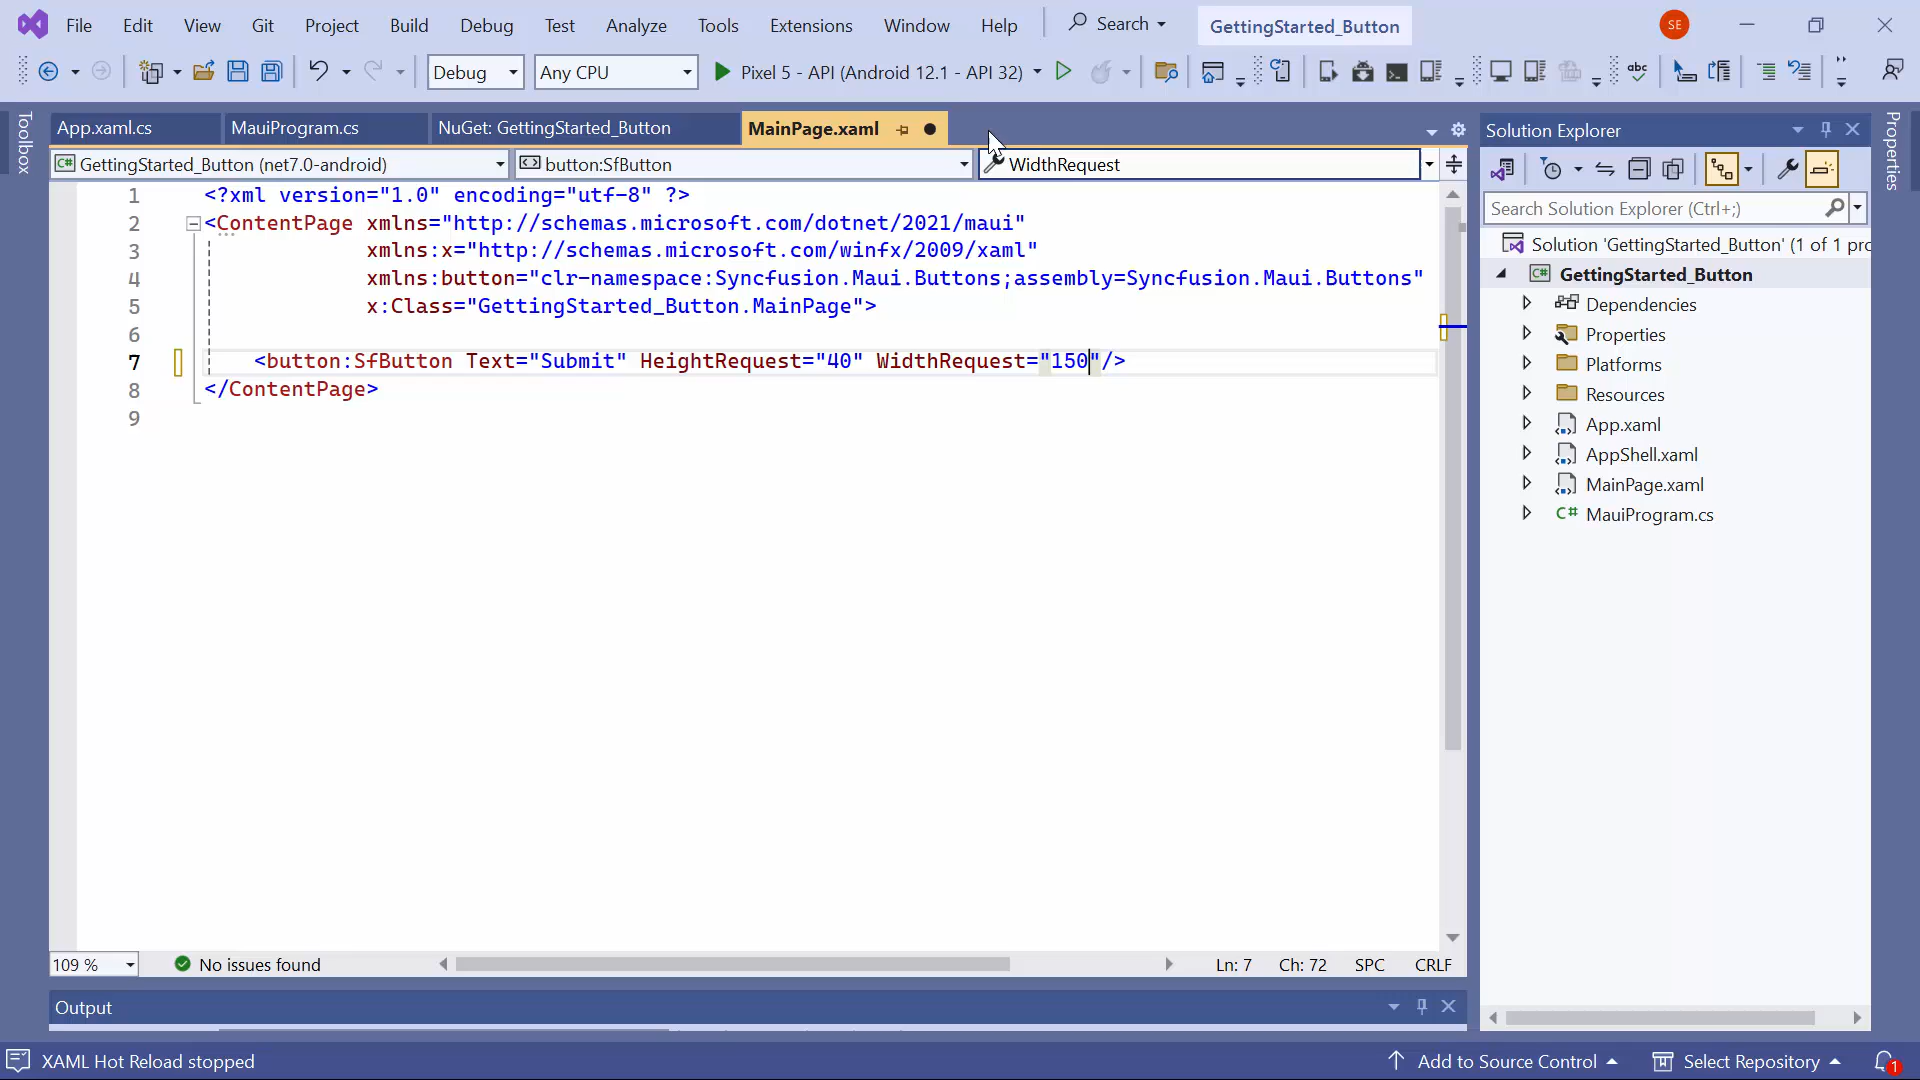 File Edit View Git Project Build Debug Test Analyze Tools Extensions Window Help Search GettingStarted_Button SE
Debug Any CPU Pixel 5 - API (Android 12.1 - API 32) abc
Toolbox
App.xaml.cs MauiProgram.cs NuGet: GettingStarted_Button MainPage.xaml
GettingStarted_Button (net7.0-android) button:SfButton WidthRequest
1 <?xml version="1.0" encoding="utf-8" ?>
2 <ContentPage xmlns="http://schemas.microsoft.com/dotnet/2021/maui"
3 xmlns:x="http://schemas.microsoft.com/winfx/2009/xaml"
4 xmlns:button="clr-namespace:Syncfusion.Maui.Buttons;assembly=Syncfusion.Maui.Buttons"
5 x:Class="GettingStarted_Button.MainPage">
6
7 <button:SfButton Text="Submit" HeightRequest="40" WidthRequest="150"/>
8 </ContentPage>
9
109 % No issues found Ln: 7 Ch: 72 SPC CRLF
Output
Solution Explorer
Search Solution Explorer (Ctrl+;)
Solution 'GettingStarted_Button' (1 of 1 prc
C# GettingStarted_Button
Dependencies
Properties
Platforms
Resources
App.xaml
AppShell.xaml
MainPage.xaml
C# MauiProgram.cs
Properties
XAML Hot Reload stopped Add to Source Control Select Repository 1